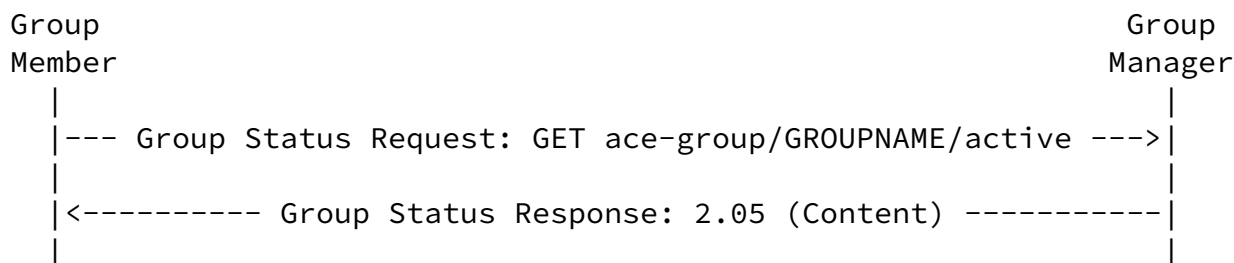 Group                                                         Group
Member                                                       Manager
  |                                                             |
  |--- Group Status Request: GET ace-group/GROUPNAME/active --->|
  |                                                             |
  |<---------- Group Status Response: 2.05 (Content) -----------|
  |                                                             |